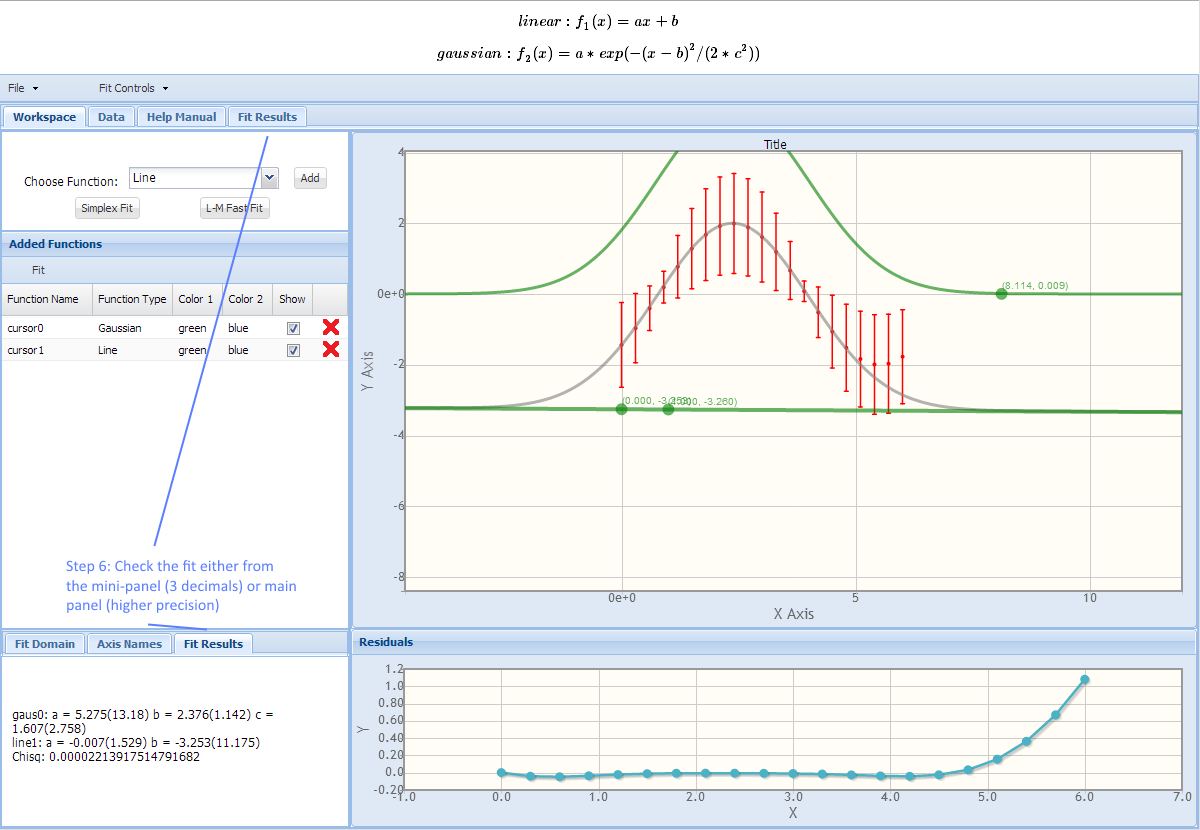 linear : f₁(x) = ax + b
gaussian : f₂(x) = a * exp(−(x − b)²/(2 * c²))
File Fit Controls
Workspace Data Help Manual Fit Results
Choose Function: Line Add
Simplex Fit L-M Fast Fit
Added Functions
Fit
Function Name Function Type Color 1 Color 2 Show
cursor0 Gaussian green blue
cursor1 Line green blue
Step 6: Check the fit either from
the mini-panel (3 decimals) or main
panel (higher precision)
Fit Domain Axis Names Fit Results
gaus0: a = 5.275(13.18) b = 2.376(1.142) c =
1.607(2.758)
line1: a = -0.007(1.529) b = -3.253(11.175)
Chisq: 0.00002213917514791682
Title
4
2
0e+0
-2
-4
-6
-8
Y Axis
(8.114, 0.009)
(0.000, -3.253)
(1.000, -3.260)
0e+0 5 10
X Axis
Residuals
1.2
1.0
0.80
0.60
0.40
0.20
0.0
-0.20
Y
-1.0 0.0 1.0 2.0 3.0 4.0 5.0 6.0 7.0
X